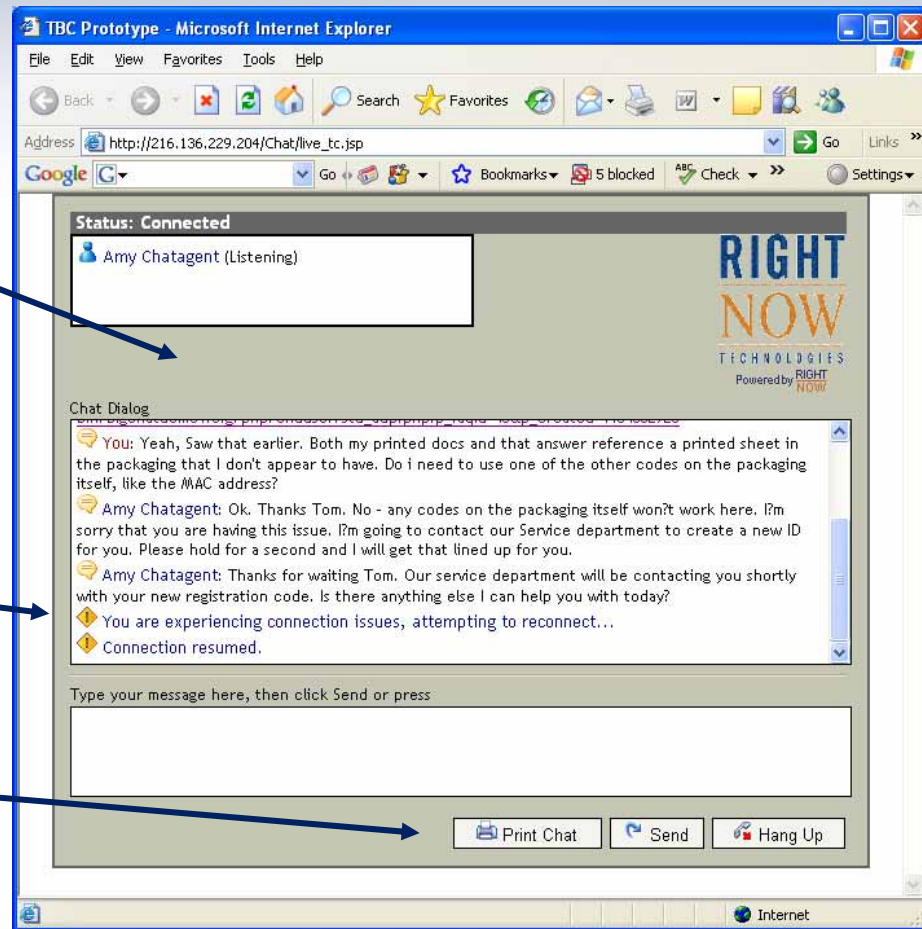 TBC Prototype - Microsoft Internet Explorer
File Edit View Favorites Tools Help
Back Search Favorites
Address http://216.136.229.204/Chat/live_tc.jsp Go Links »
Google G Go Bookmarks 5 blocked ABC Check » Settings
Status: Connected
Amy Chatagent (Listening)
RIGHT
NOW
TECHNOLOGIES
Powered by RIGHT
NOW
Chat Dialog
You: Yeah, Saw that earlier. Both my printed docs and that answer reference a printed sheet in
the packaging that I don't appear to have. Do i need to use one of the other codes on the packaging
itself, like the MAC address?
Amy Chatagent: Ok. Thanks Tom. No - any codes on the packaging itself won?t work here. I?m
sorry that you are having this issue. I?m going to contact our Service department to create a new ID
for you. Please hold for a second and I will get that lined up for you.
Amy Chatagent: Thanks for waiting Tom. Our service department will be contacting you shortly
with your new registration code. Is there anything else I can help you with today?
You are experiencing connection issues, attempting to reconnect...
Connection resumed.
Type your message here, then click Send or press
Print Chat Send Hang Up
Internet